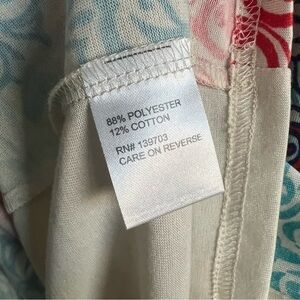 88% POLYESTER
12% COTTON
RN# 139703
CARE ON REVERSE